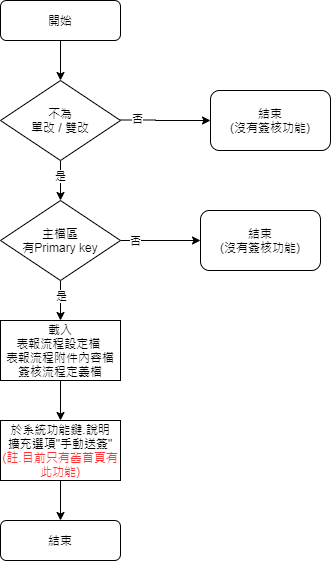 開始
不為
單改 / 雙改
否
結束
(沒有簽核功能)
是
主檔區
有Primary key
否
結束
(沒有簽核功能)
是
載入
表報流程設定檔
表報流程附件內容檔
簽核流程定義檔
於系統功能鍵.說明
擴充選項"手動送簽"
(註.目前只有舊首頁有
此功能)
結束